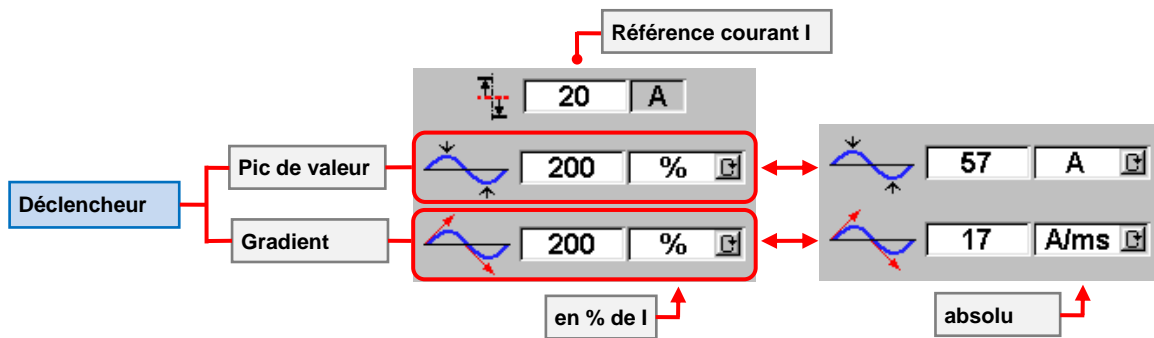 Référence courant I
20 A
Pic de valeur
200 %
57 A
Déclencheur
Gradient
200 %
17 A/ms
en % de I
absolu